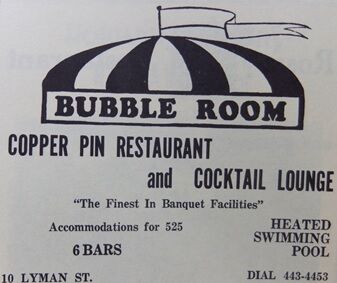 BUBBLE ROOM
COPPER PIN RESTAURANT
and COCKTAIL LOUNGE
"The Finest In Banquet Facilities"
Accommodations for 525
6 BARS
HEATED
SWIMMING
POOL
10 LYMAN ST.
DIAL 443-4453